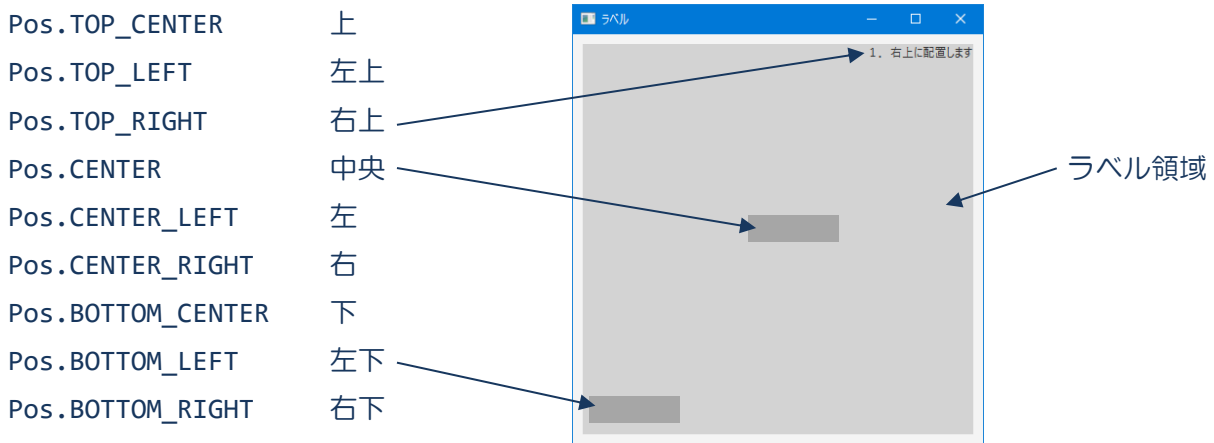 Pos.TOP_CENTER 上
Pos.TOP_LEFT 左上
Pos.TOP_RIGHT 右上
Pos.CENTER 中央
Pos.CENTER_LEFT 左
Pos.CENTER_RIGHT 右
Pos.BOTTOM_CENTER 下
Pos.BOTTOM_LEFT 左下
Pos.BOTTOM_RIGHT 右下
ラベル
1. 右上に配置します
ラベル領域